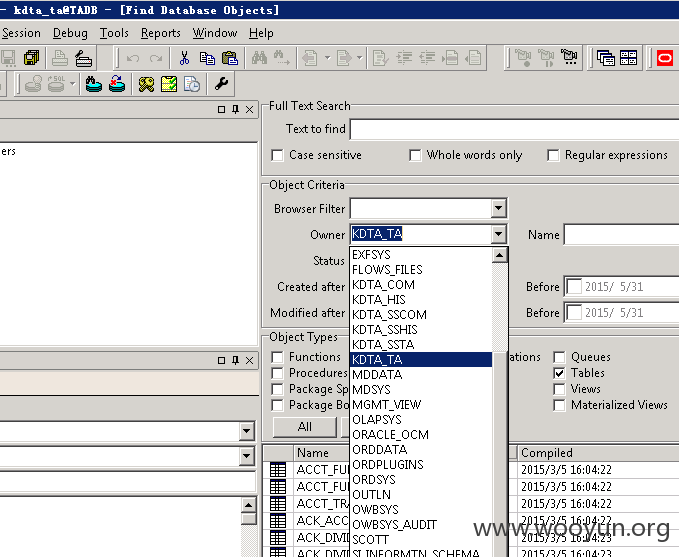 - kdta_ta@TADB - [Find Database Objects]
Session Debug Tools Reports Window Help
Full Text Search
Text to find
Case sensitive Whole words only Regular expressions
ers
Object Criteria
Browser Filter
Owner KDTA_TA Name
Status
EXFSYS
FLOWS_FILES
Created after KDTA_COM Before 2015/ 5/31
KDTA_HIS
Modified after KDTA_SSCOM Before 2015/ 5/31
KDTA_SSHIS
Object Types
KDTA_SSTA
Functions KDTA_TA ations Queues
Procedures MDDATA Tables
Package Sp MDSYS Views
Package Bo MGMT_VIEW Materialized Views
All OLAPSYS
ORACLE_OCM
Name ORDDATA Compiled
ACCT_FU ORDPLUGINS 2015/3/5 16:04:22
ACCT_FU ORDSYS 2015/3/5 16:04:22
ACCT_TRA OUTLN 2015/3/5 16:04:22
ACK_ACC OWBSYS 2015/3/5 16:04:22
ACK_DIVI OWBSYS_AUDIT 2015/3/5 16:04:23
SCOTT
ACK_DIVI SI_INFORMTN_SCHEMA 2015/3/5 16:04:23
www.wooyun.org